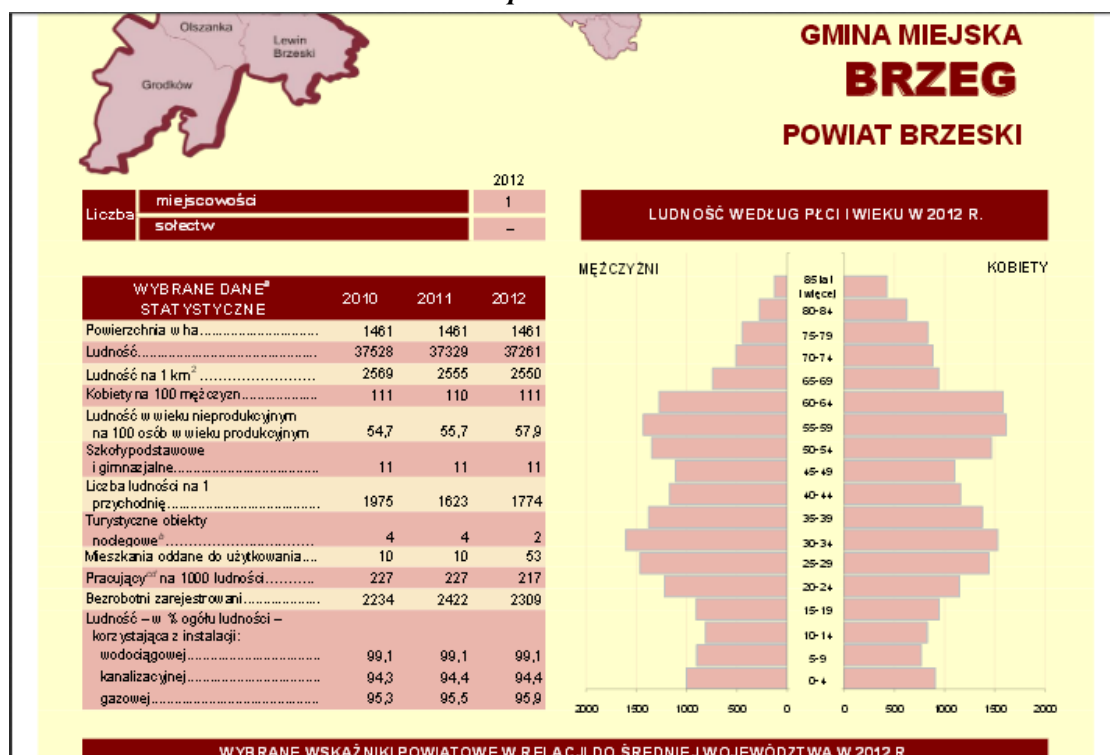 Olszanka
Lewin
Brzeski
Grodków
GMINA MIEJSKA
BRZEG
POWIAT BRZESKI
2012
Liczba
miejscowości 1
sołectw –
WYBRANE DANEª
STATYSTYCZNE 2010 2011 2012
Powierzchnia w ha 1461 1461 1461
Ludność 37528 37329 37261
Ludność na 1 km² 2569 2555 2550
Kobiety na 100 mężczyzn 111 110 111
Ludność w wieku nieprodukcyjnym
na 100 osób w wieku produkcyjnym 54,7 55,7 57,9
Szkoły podstawowe
i gimnazjalne 11 11 11
Liczba ludności na 1
przychodnię 1975 1623 1774
Turystyczne obiekty
noclegowe 4 4 2
Mieszkania oddane do użytkowania 10 10 53
Pracujący na 1000 ludności 227 227 217
Bezrobotni zarejestrowani 2234 2422 2309
Ludność – w % ogółu ludności –
korzystająca z instalacji:
wodociągowej 99,1 99,1 99,1
kanalizacyjnej 94,3 94,4 94,4
gazowej 95,3 95,5 95,9
LUDNOŚĆ WEDŁUG PŁCI I WIEKU W 2012 R.
MĘŻCZYŹNI KOBIETY
85 lat
i więcej
80-84
75-79
70-74
65-69
60-64
55-59
50-54
45-49
40-44
35-39
30-34
25-29
20-24
15-19
10-14
5-9
0-4
2000 1500 1000 500 0 0 500 1000 1500 2000
WYBRANE WSKAŹNIKI POWIATOWE W RELACJI DO ŚREDNIEJ WOJEWÓDZTWA W 2012 R.